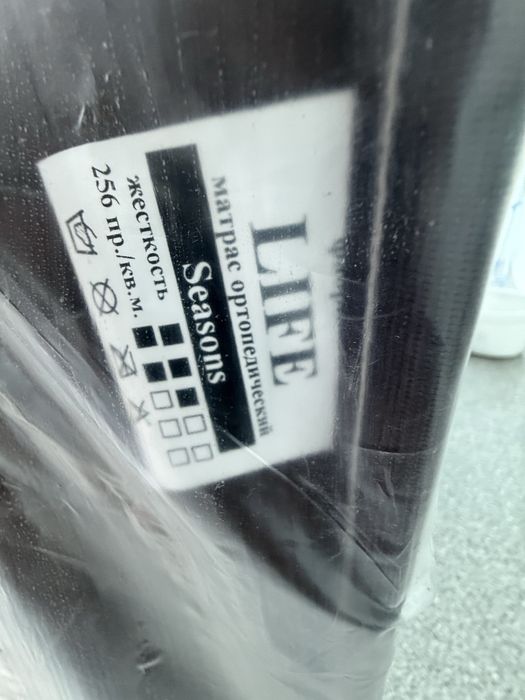 LIFE
матрас ортопедический
Seasons
жесткость
256 пр./кв.м.